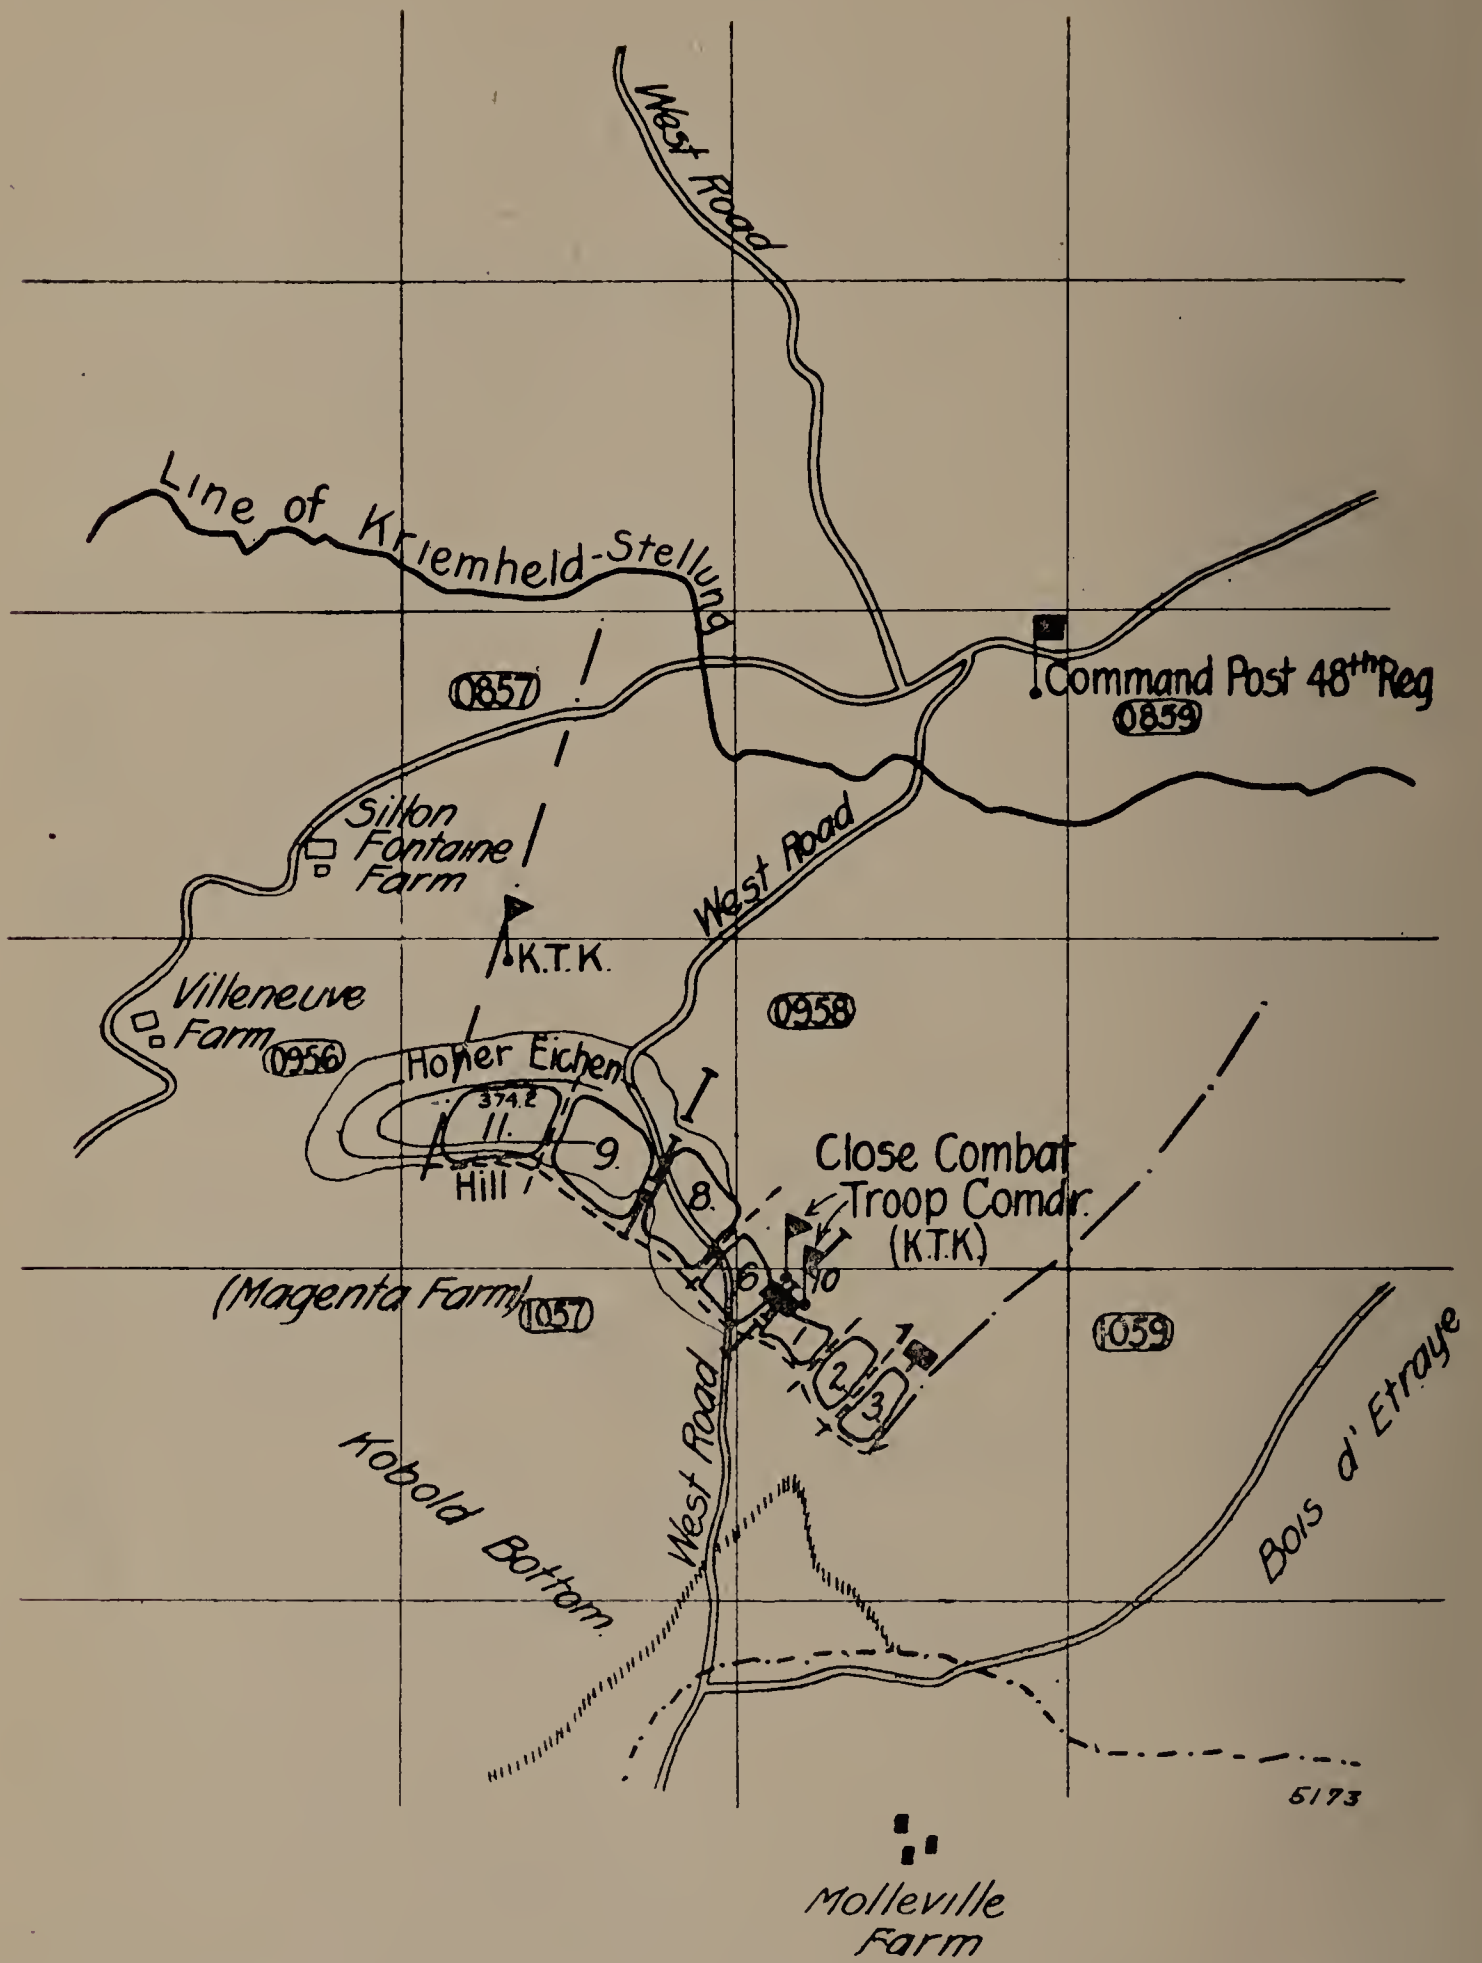 West Road
Line of Kriemheld-Stellung
0857
Command Post 48th Reg
0859
Sillon
Fontaine
Farm
West Road
K.T.K.
Villeneuve
Farm
0956
0958
Hoher Eichen
374.2
11.
9.
Hill
8.
Close Combat
Troop Comdr.
(K.T.K.)
6
10
(Magenta Farm)
1057
1
2
3
1059
West Road
Kobold Bottom.
Bois d'Etraye
5173
Molleville
Farm